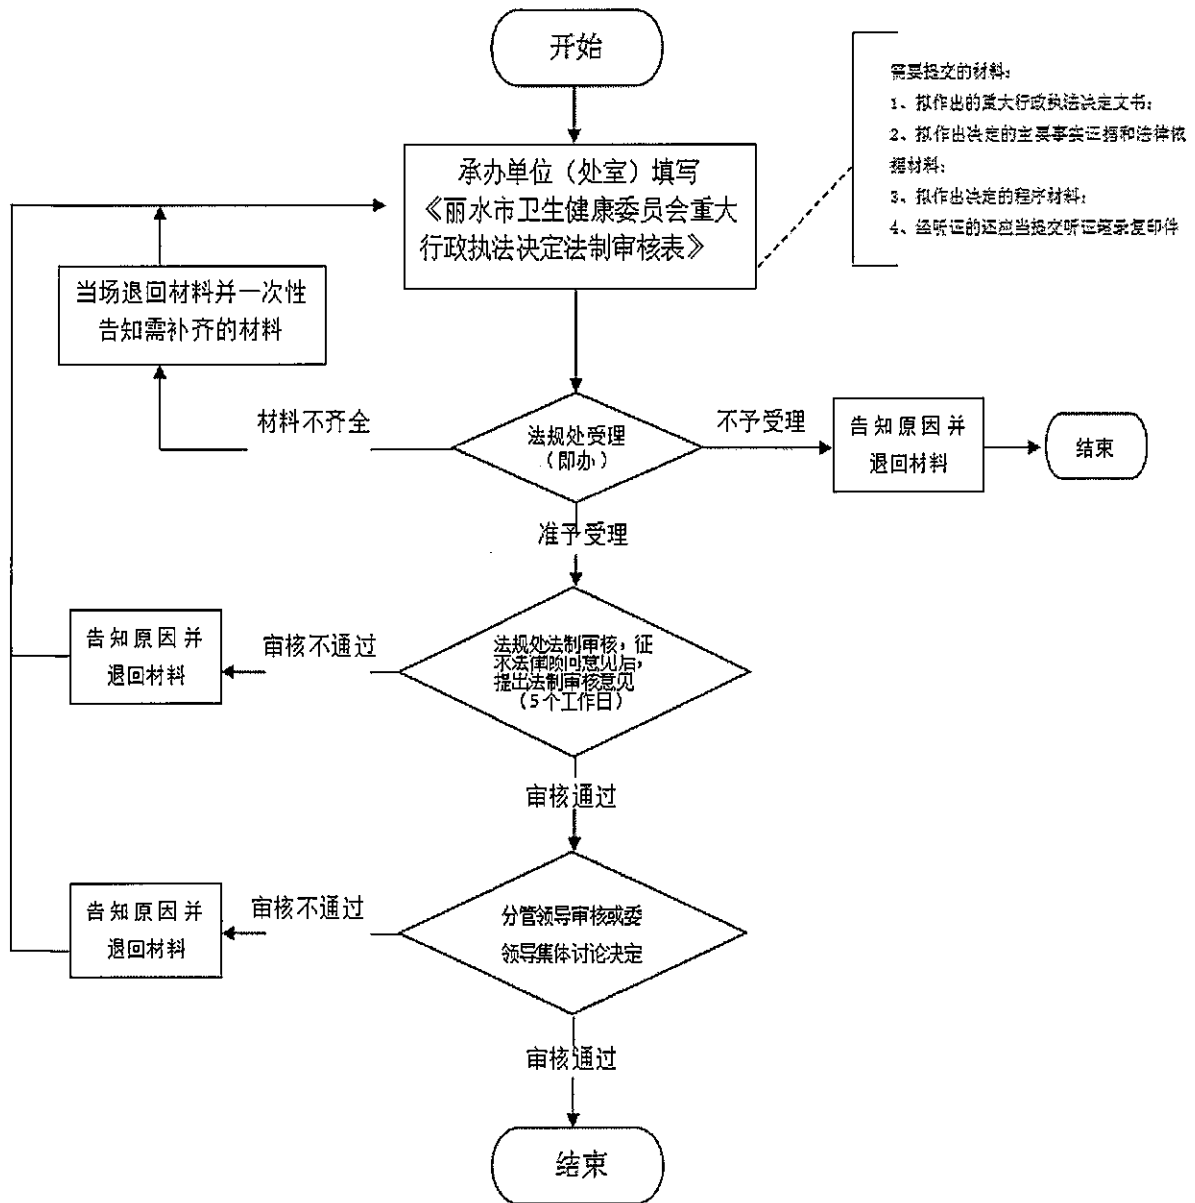 开始
需要提交的材料：
1、拟作出的重大行政执法决定文书；
2、拟作出决定的主要事实证据和法律依
据材料；
3、拟作出决定的程序材料；
4、经听证的还应当提交听证笔录复印件
承办单位（处室）填写
《丽水市卫生健康委员会重大
行政执法决定法制审核表》
当场退回材料并一次性
告知需补齐的材料
材料不齐全
法规处受理
（即办）
不予受理
告知原因并
退回材料
结束
准予受理
告知原因并
退回材料
审核不通过
法规处法制审核，征
求法律顾问意见后，
提出法制审核意见
（5个工作日）
审核通过
告知原因并
退回材料
审核不通过
分管领导审核或委
领导集体讨论决定
审核通过
结束